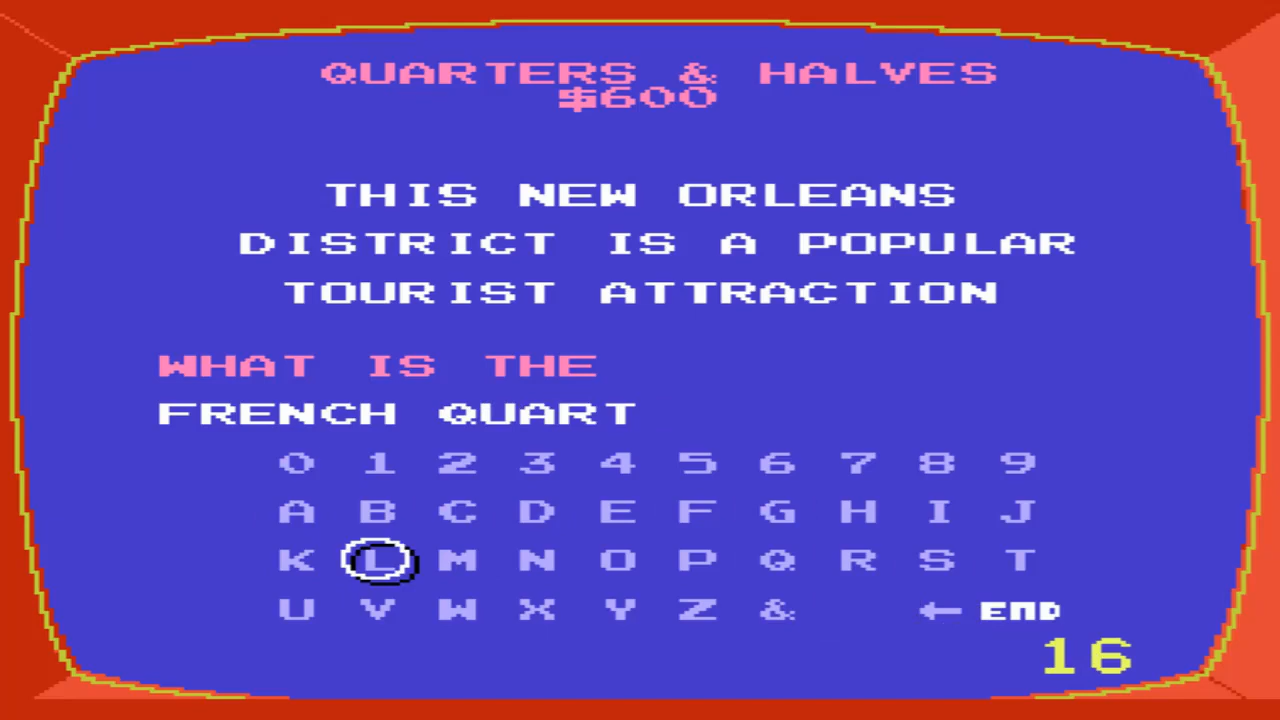 QUARTERS & HALVES
$600
THIS NEW ORLEANS
DISTRICT IS A POPULAR
TOURIST ATTRACTION
WHAT IS THE
FRENCH QUART
0 1 2 3 4 5 6 7 8 9
A B C D E F G H I J
K L M N O P Q R S T
U V W X Y Z & ← END
16